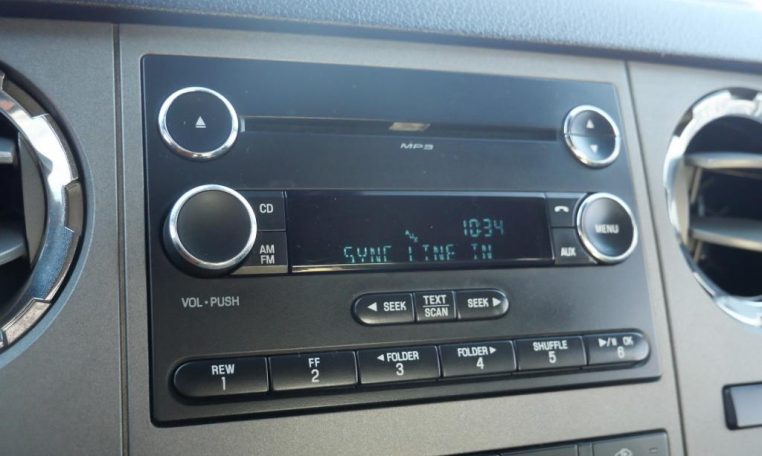 MP3
CD
10:34
MENU
AM
FM
SYNC LINE IN
AUX
VOL • PUSH
◄ SEEK
TEXT
SCAN
SEEK ►
REW
1
FF
2
◄ FOLDER
3
FOLDER ►
4
SHUFFLE
5
►/II OK
6